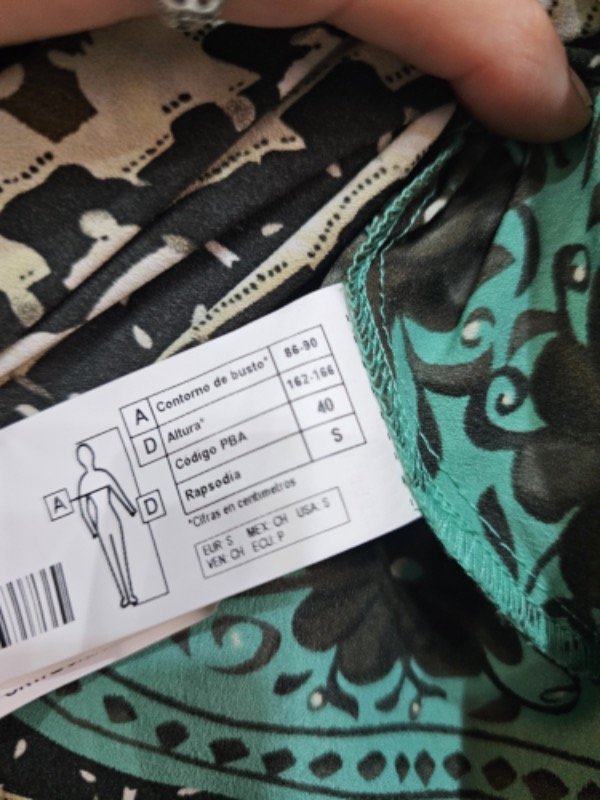 A Contorno de busto* 86-90
D Altura* 162-166
Código PBA 40
Rapsodia S
*Cifras en centímetros
A
D
EUR: S MEX: CH USA: S
VEN: CH ECU: P